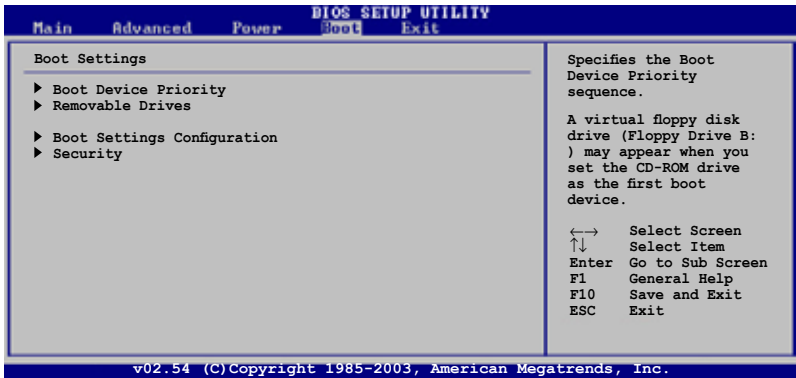 BIOS SETUP UTILITY
Main Advanced Power Boot Exit
Boot Settings
Boot Device Priority
Removable Drives
Boot Settings Configuration
Security
Specifies the Boot
Device Priority
sequence.
A virtual floppy disk
drive (Floppy Drive B:
) may appear when you
set the CD-ROM drive
as the first boot
device.
←→ Select Screen
↑↓ Select Item
Enter Go to Sub Screen
F1 General Help
F10 Save and Exit
ESC Exit
v02.54 (C)Copyright 1985-2003, American Megatrends, Inc.